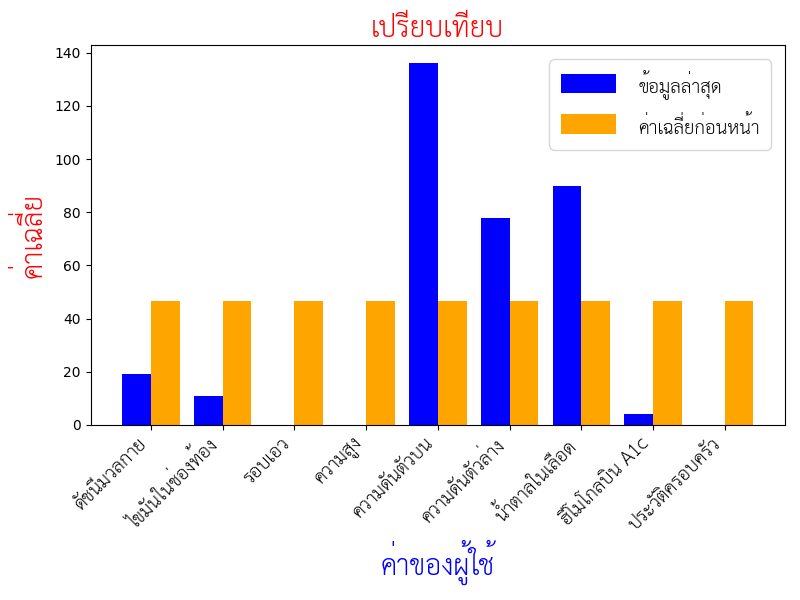 เปรียบเทียบ
ข้อมูลล่าสุด
ค่าเฉลี่ยก่อนหน้า
ค่าเฉลี่ย
140
120
100
80
60
40
20
0
ดัชนีมวลกาย
ไขมันในช่องท้อง
รอบเอว
ความสูง
ความดันตัวบน
ความดันตัวล่าง
น้ำตาลในเลือด
ฮีโมโกลบิน A1c
ประวัติครอบครัว
ค่าของผู้ใช้